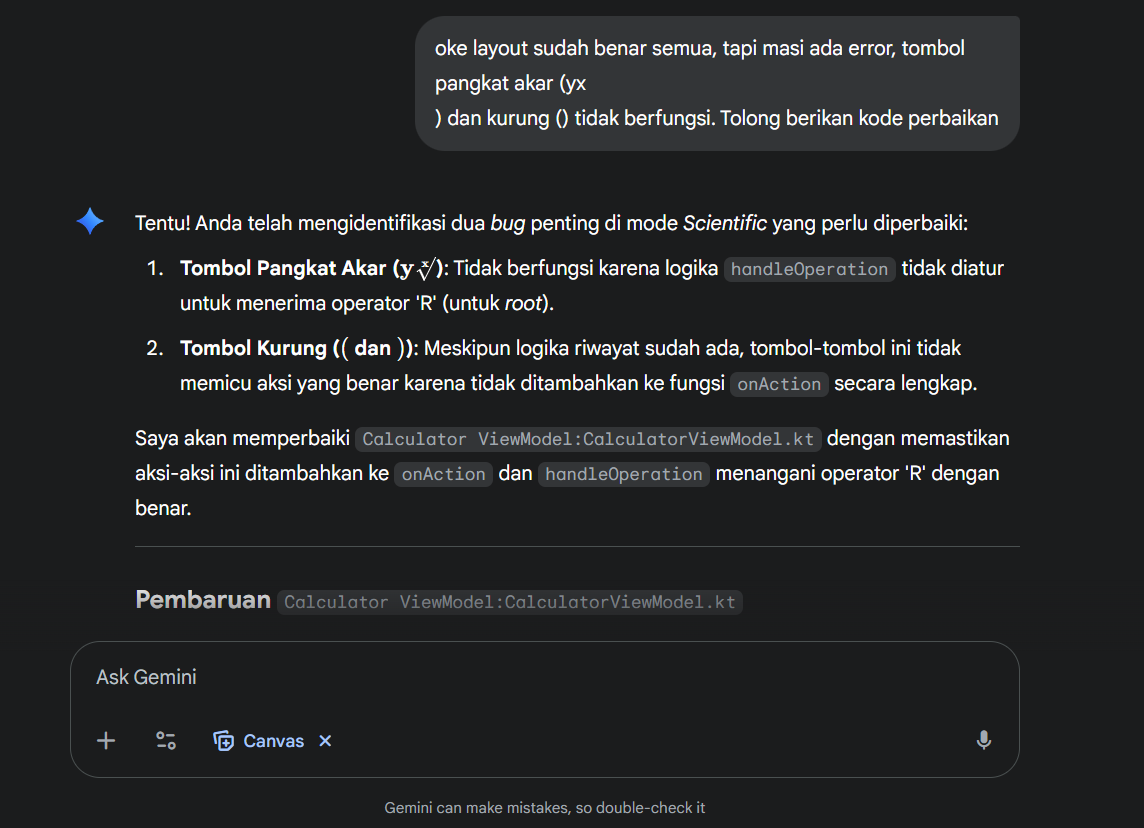 oke layout sudah benar semua, tapi masi ada error, tombol
pangkat akar (yx
) dan kurung () tidak berfungsi. Tolong berikan kode perbaikan
Tentu! Anda telah mengidentifikasi dua bug penting di mode Scientific yang perlu diperbaiki:
1. Tombol Pangkat Akar (y ˣ√): Tidak berfungsi karena logika handleOperation tidak diatur
untuk menerima operator 'R' (untuk root).
2. Tombol Kurung (( dan )): Meskipun logika riwayat sudah ada, tombol-tombol ini tidak
memicu aksi yang benar karena tidak ditambahkan ke fungsi onAction secara lengkap.
Saya akan memperbaiki Calculator ViewModel:CalculatorViewModel.kt dengan memastikan
aksi-aksi ini ditambahkan ke onAction dan handleOperation menangani operator 'R' dengan
benar.
Pembaruan Calculator ViewModel:CalculatorViewModel.kt
Ask Gemini
Canvas
Gemini can make mistakes, so double-check it